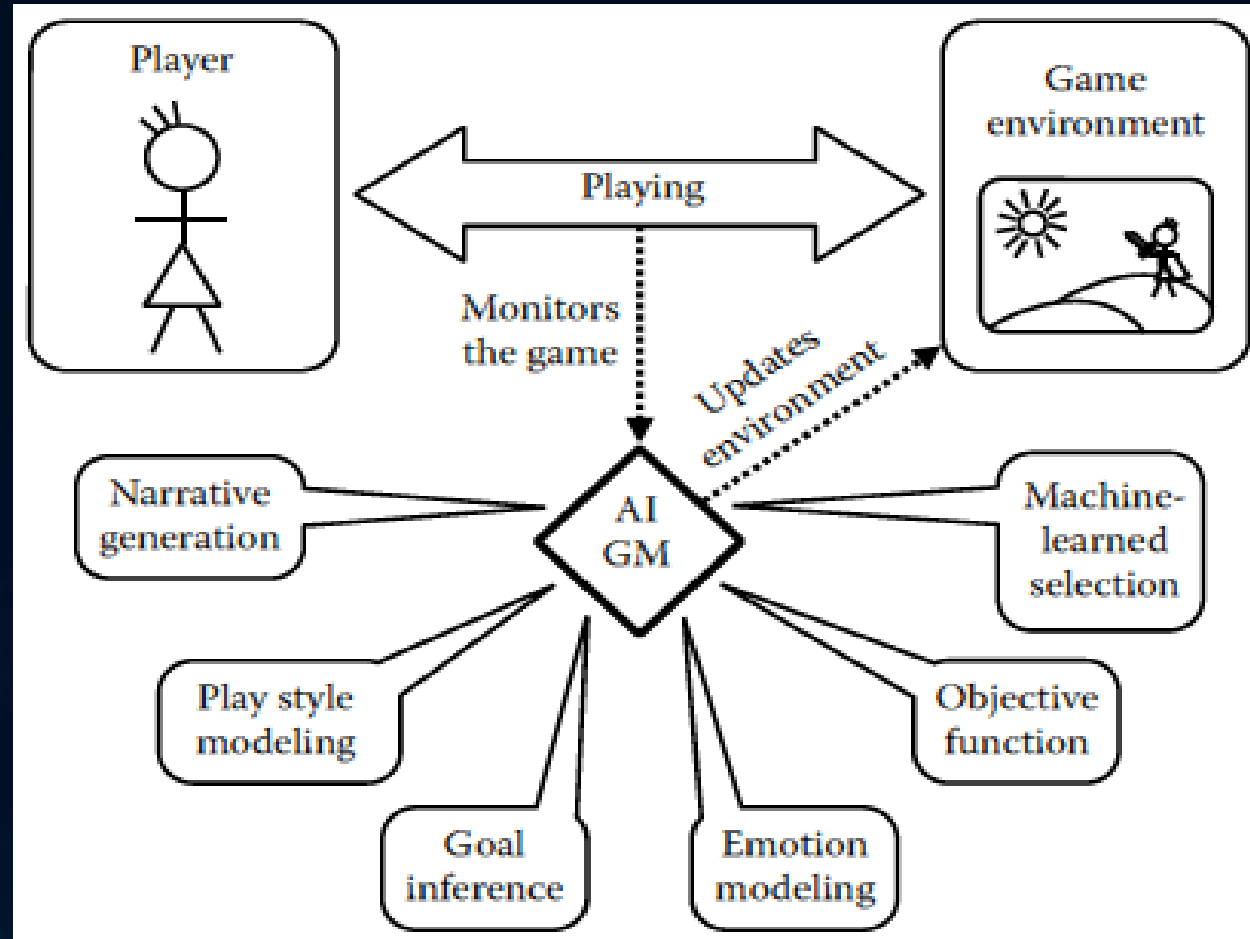 Player
Game
environment
Playing
Monitors
the game
Updates
environment
Narrative
generation
AI
GM
Machine-
learned
selection
Play style
modeling
Objective
function
Goal
inference
Emotion
modeling